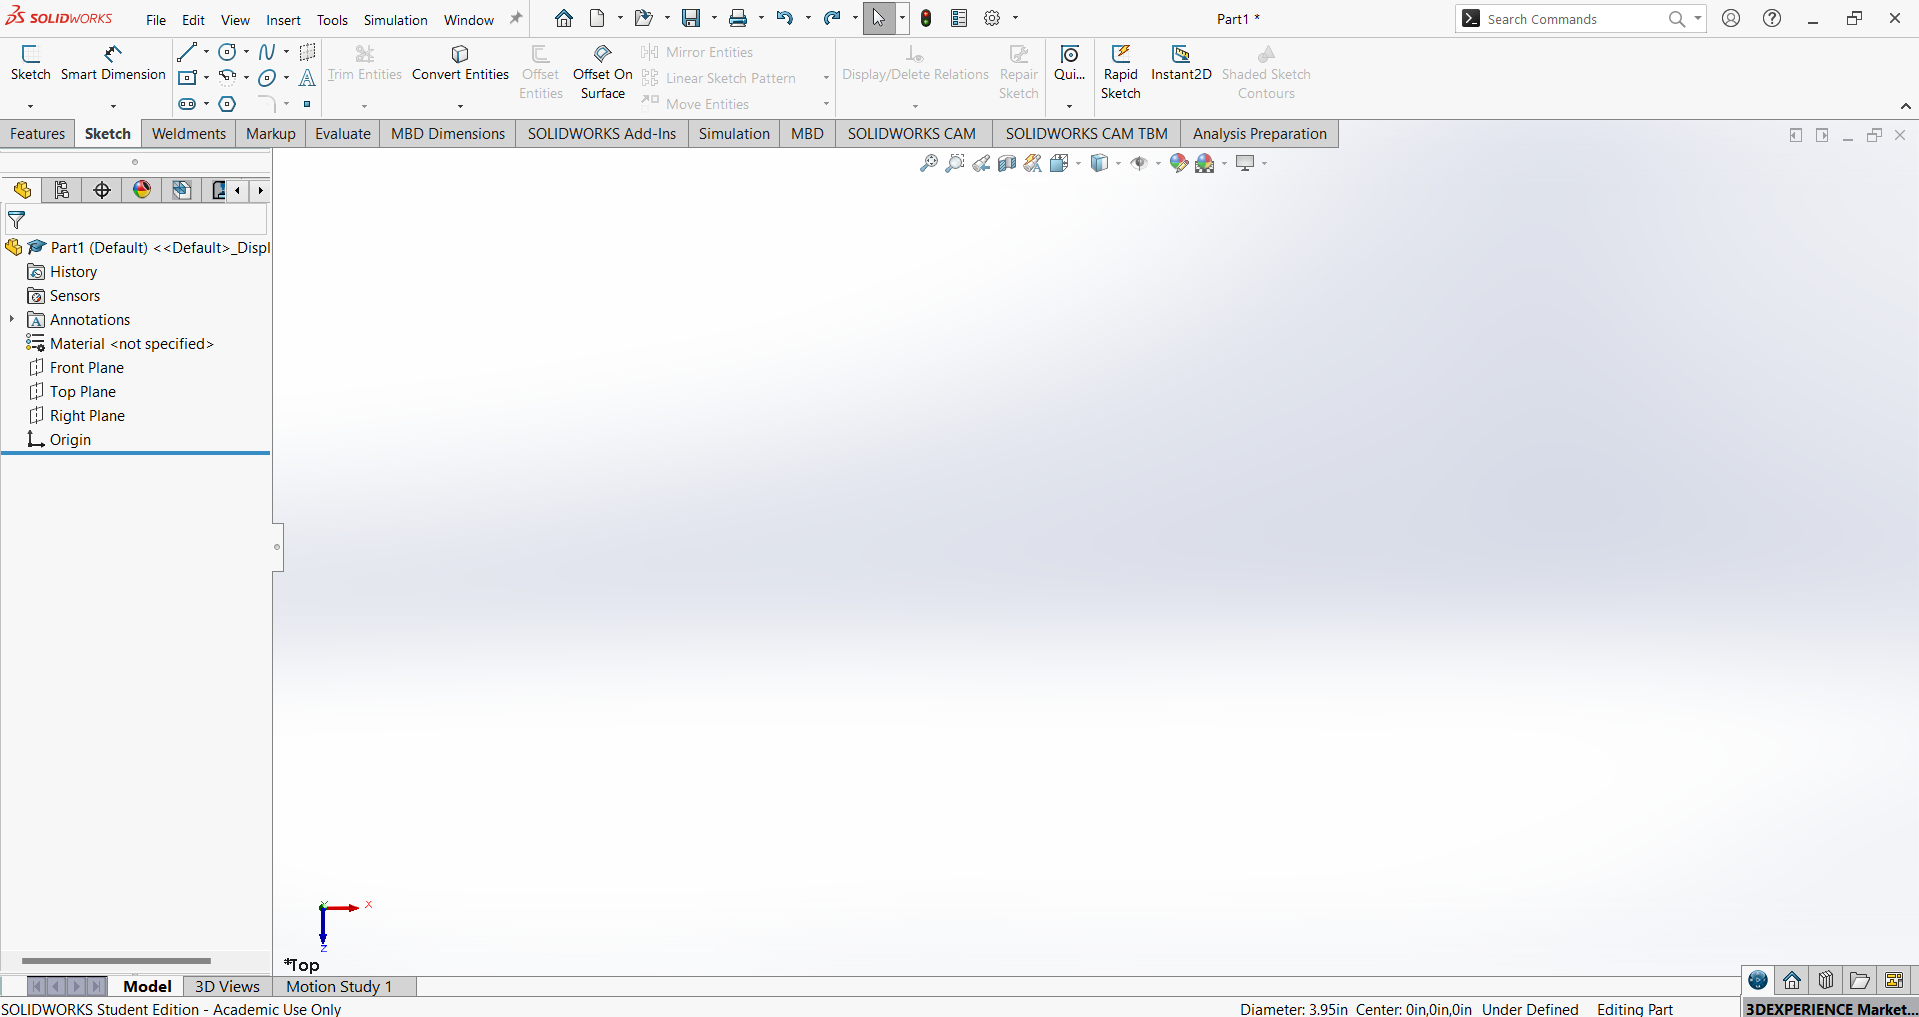 SOLIDWORKS File Edit View Insert Tools Simulation Window Part1 * Search Commands
Sketch Smart Dimension Trim Entities Convert Entities Offset Entities Offset On Surface Mirror Entities Linear Sketch Pattern Move Entities Display/Delete Relations Repair Sketch Qui... Rapid Sketch Instant2D Shaded Sketch Contours
Features Sketch Weldments Markup Evaluate MBD Dimensions SOLIDWORKS Add-Ins Simulation MBD SOLIDWORKS CAM SOLIDWORKS CAM TBM Analysis Preparation
Part1 (Default) <<Default>_Displ
History
Sensors
Annotations
Material <not specified>
Front Plane
Top Plane
Right Plane
Origin
Y X
Z
*Top
Model 3D Views Motion Study 1
SOLIDWORKS Student Edition - Academic Use Only Diameter: 3.95in Center: 0in,0in,0in Under Defined Editing Part 3DEXPERIENCE Market...